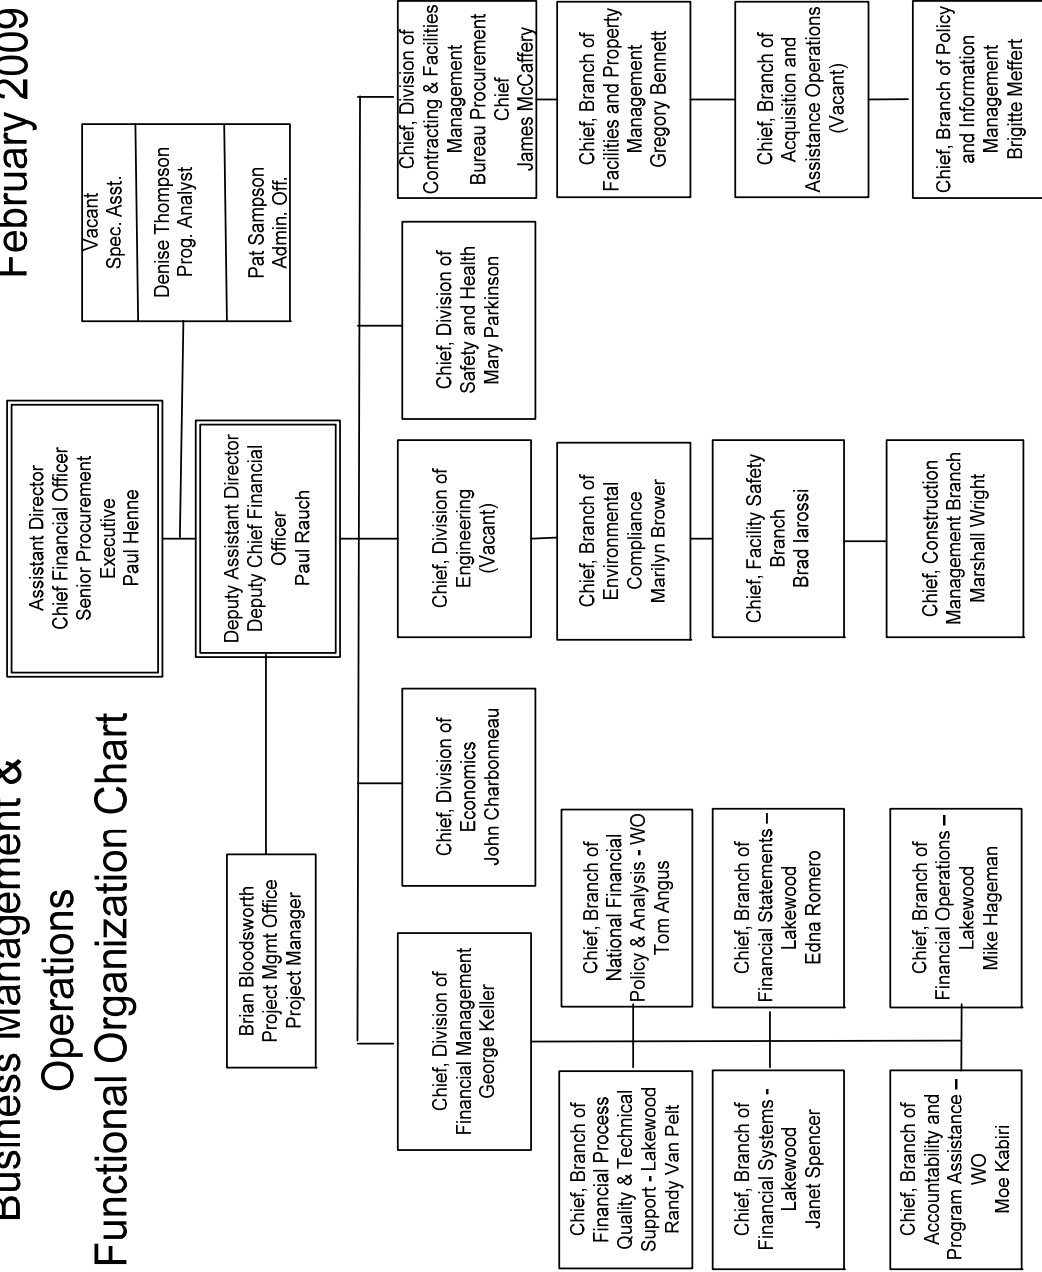 Business Management &
Operations
Functional Organization Chart
February 2009
Assistant Director
Chief Financial Officer
Senior Procurement
Executive
Paul Henne
Vacant
Spec. Asst.
Denise Thompson
Prog. Analyst
Pat Sampson
Admin. Off.
Deputy Assistant Director
Deputy Chief Financial
Officer
Paul Rauch
Brian Bloodsworth
Project Mgmt Office
Project Manager
Chief, Division of
Financial Management
George Keller
Chief, Division of
Economics
John Charbonneau
Chief, Division of
Engineering
(Vacant)
Chief, Division of
Safety and Health
Mary Parkinson
Chief, Division of
Contracting & Facilities
Management
Bureau Procurement
Chief
James McCaffery
Chief, Branch of
Financial Process
Quality & Technical
Support - Lakewood
Randy Van Pelt
Chief, Branch of
National Financial
Policy & Analysis - WO
Tom Angus
Chief, Branch of
Environmental
Compliance
Marilyn Brower
Chief, Branch of
Facilities and Property
Management
Gregory Bennett
Chief, Branch of
Financial Systems -
Lakewood
Janet Spencer
Chief, Branch of
Financial Statements –
Lakewood
Edna Romero
Chief, Facility Safety
Branch
Brad Iarossi
Chief, Branch of
Acquisition and
Assistance Operations
(Vacant)
Chief, Branch of
Accountability and
Program Assistance –
WO
Moe Kabiri
Chief, Branch of
Financial Operations –
Lakewood
Mike Hageman
Chief, Construction
Management Branch
Marshall Wright
Chief, Branch of Policy
and Information
Management
Brigitte Meffert